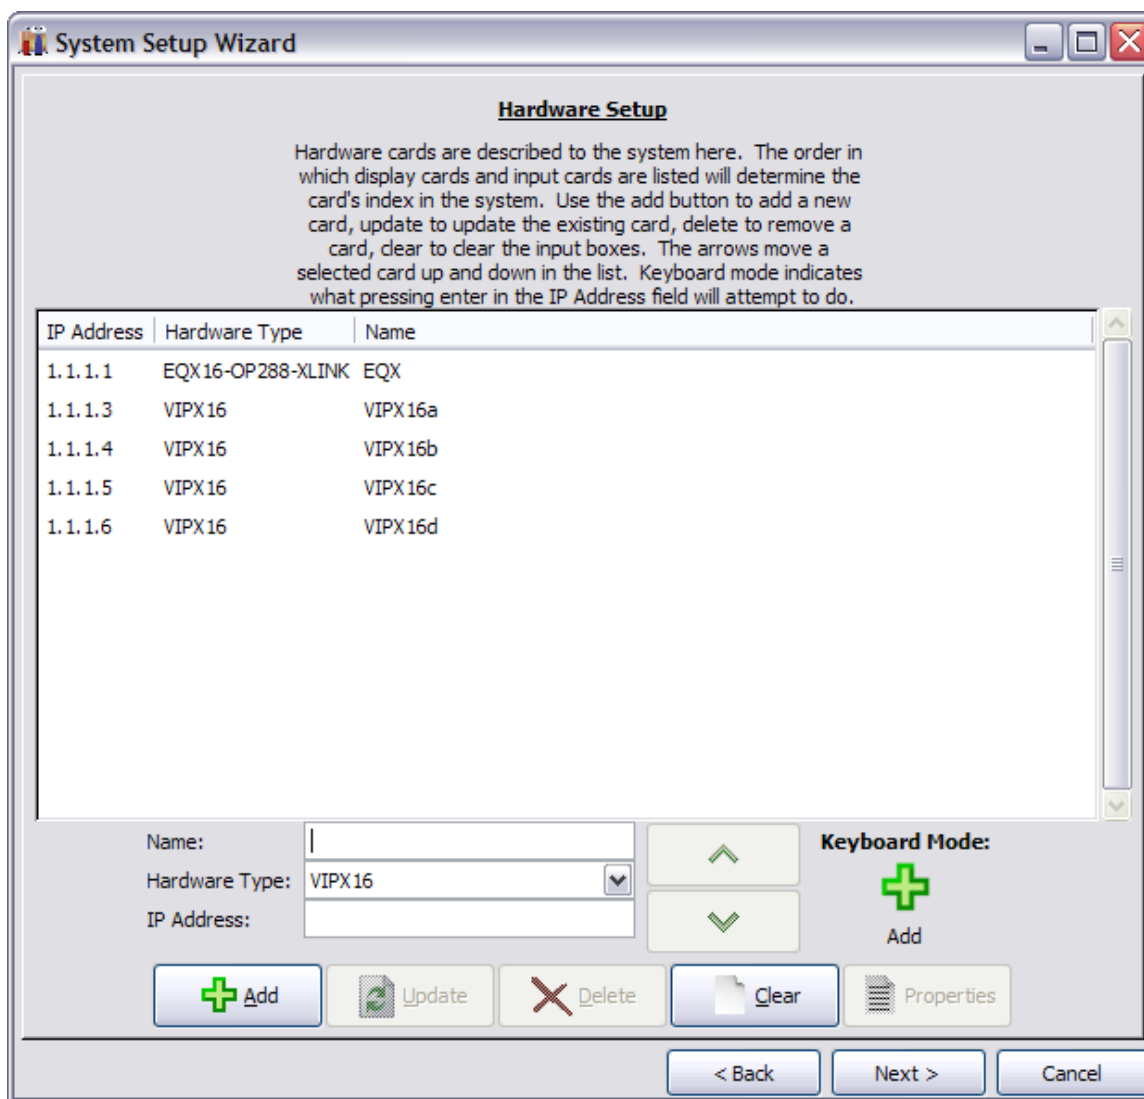 System Setup Wizard
Hardware Setup
Hardware cards are described to the system here. The order in
which display cards and input cards are listed will determine the
card's index in the system. Use the add button to add a new
card, update to update the existing card, delete to remove a
card, clear to clear the input boxes. The arrows move a
selected card up and down in the list. Keyboard mode indicates
what pressing enter in the IP Address field will attempt to do.
IP Address Hardware Type Name
1.1.1.1 EQX16-OP288-XLINK EQX
1.1.1.3 VIPX16 VIPX16a
1.1.1.4 VIPX16 VIPX16b
1.1.1.5 VIPX16 VIPX16c
1.1.1.6 VIPX16 VIPX16d
Name: Keyboard Mode:
Hardware Type: VIPX16
IP Address: Add
Add Update Delete Clear Properties
< Back Next > Cancel